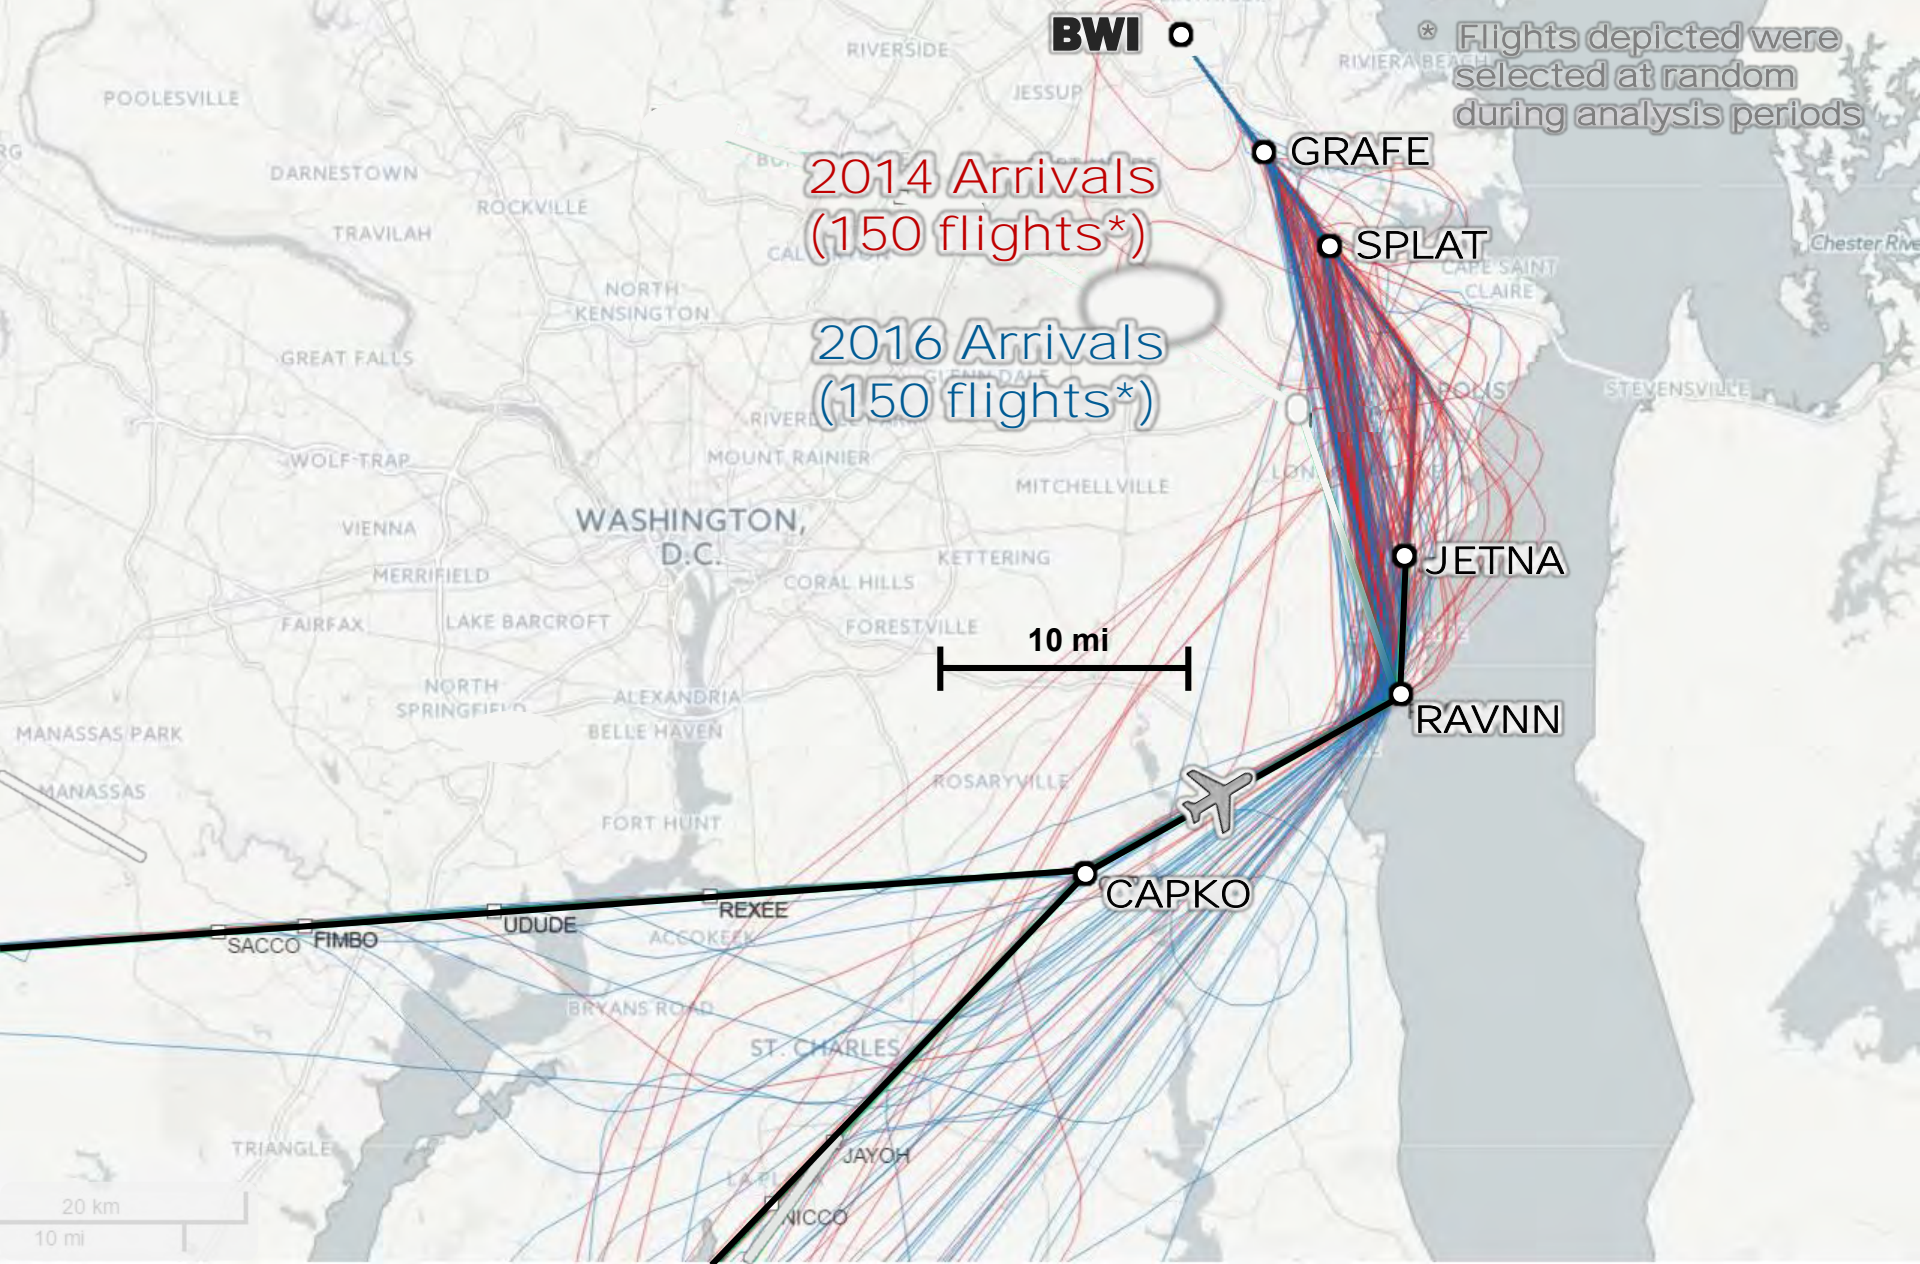 BWI
* Flights depicted were
selected at random
during analysis periods
RIVERSIDE
RIVIERA BEACH
JESSUP
POOLESVILLE
GRAFE
2014 Arrivals
(150 flights*)
DARNESTOWN
ROCKVILLE
TRAVILAH
SPLAT
Chester Rive
CAPE SAINT
CLAIRE
NORTH
KENSINGTON
2016 Arrivals
(150 flights*)
GREAT FALLS
GLENN DALE
STEVENSVILLE
WOLF-TRAP
MOUNT RAINIER
MITCHELLVILLE
WASHINGTON,
D.C.
VIENNA
KETTERING
JETNA
MERRIFIELD
CORAL HILLS
FAIRFAX
LAKE BARCROFT
FORESTVILLE
10 mi
NORTH
SPRINGFIELD
ALEXANDRIA
RAVNN
MANASSAS PARK
BELLE HAVEN
MANASSAS
ROSARYVILLE
FORT HUNT
CAPKO
REXEE
UDUDE
SACCO
FIMBO
ACCOKEEK
BRYANS ROAD
ST. CHARLES
TRIANGLE
JAYOH
NICCO
20 km
10 mi